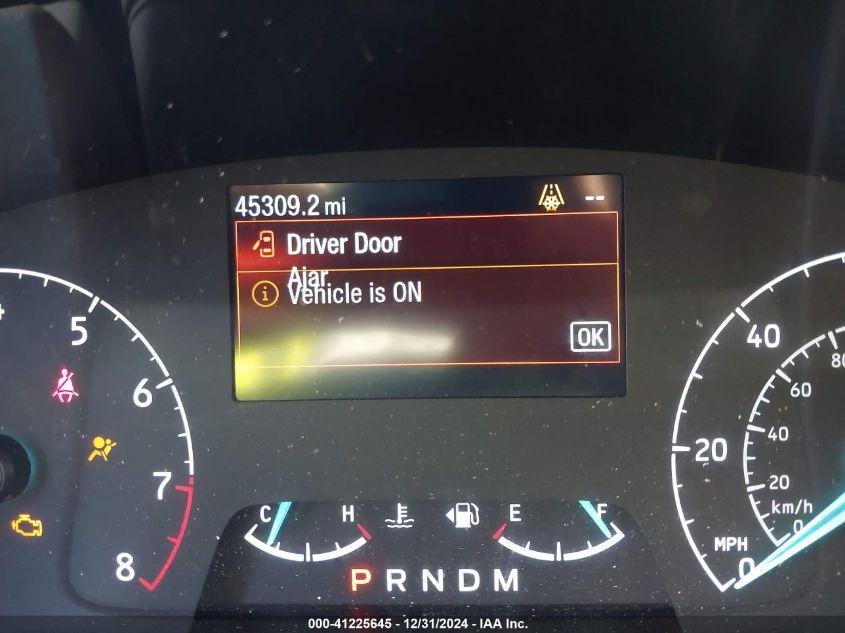 45309.2 mi --
Driver Door
Ajar
Vehicle is ON
OK
5
6
7
8
40
20
0
MPH
80
60
40
20
km/h
0
C H E F
P R N D M
000-41225645 - 12/31/2024 - IAA Inc.